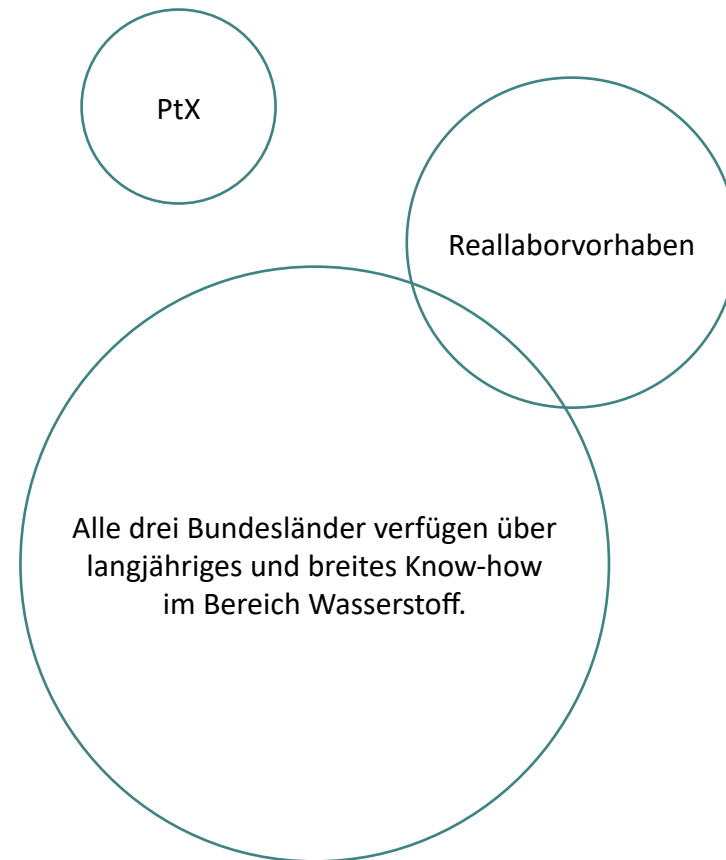 PtX
Reallaborvorhaben
Alle drei Bundesländer verfügen über
langjähriges und breites Know-how
im Bereich Wasserstoff.